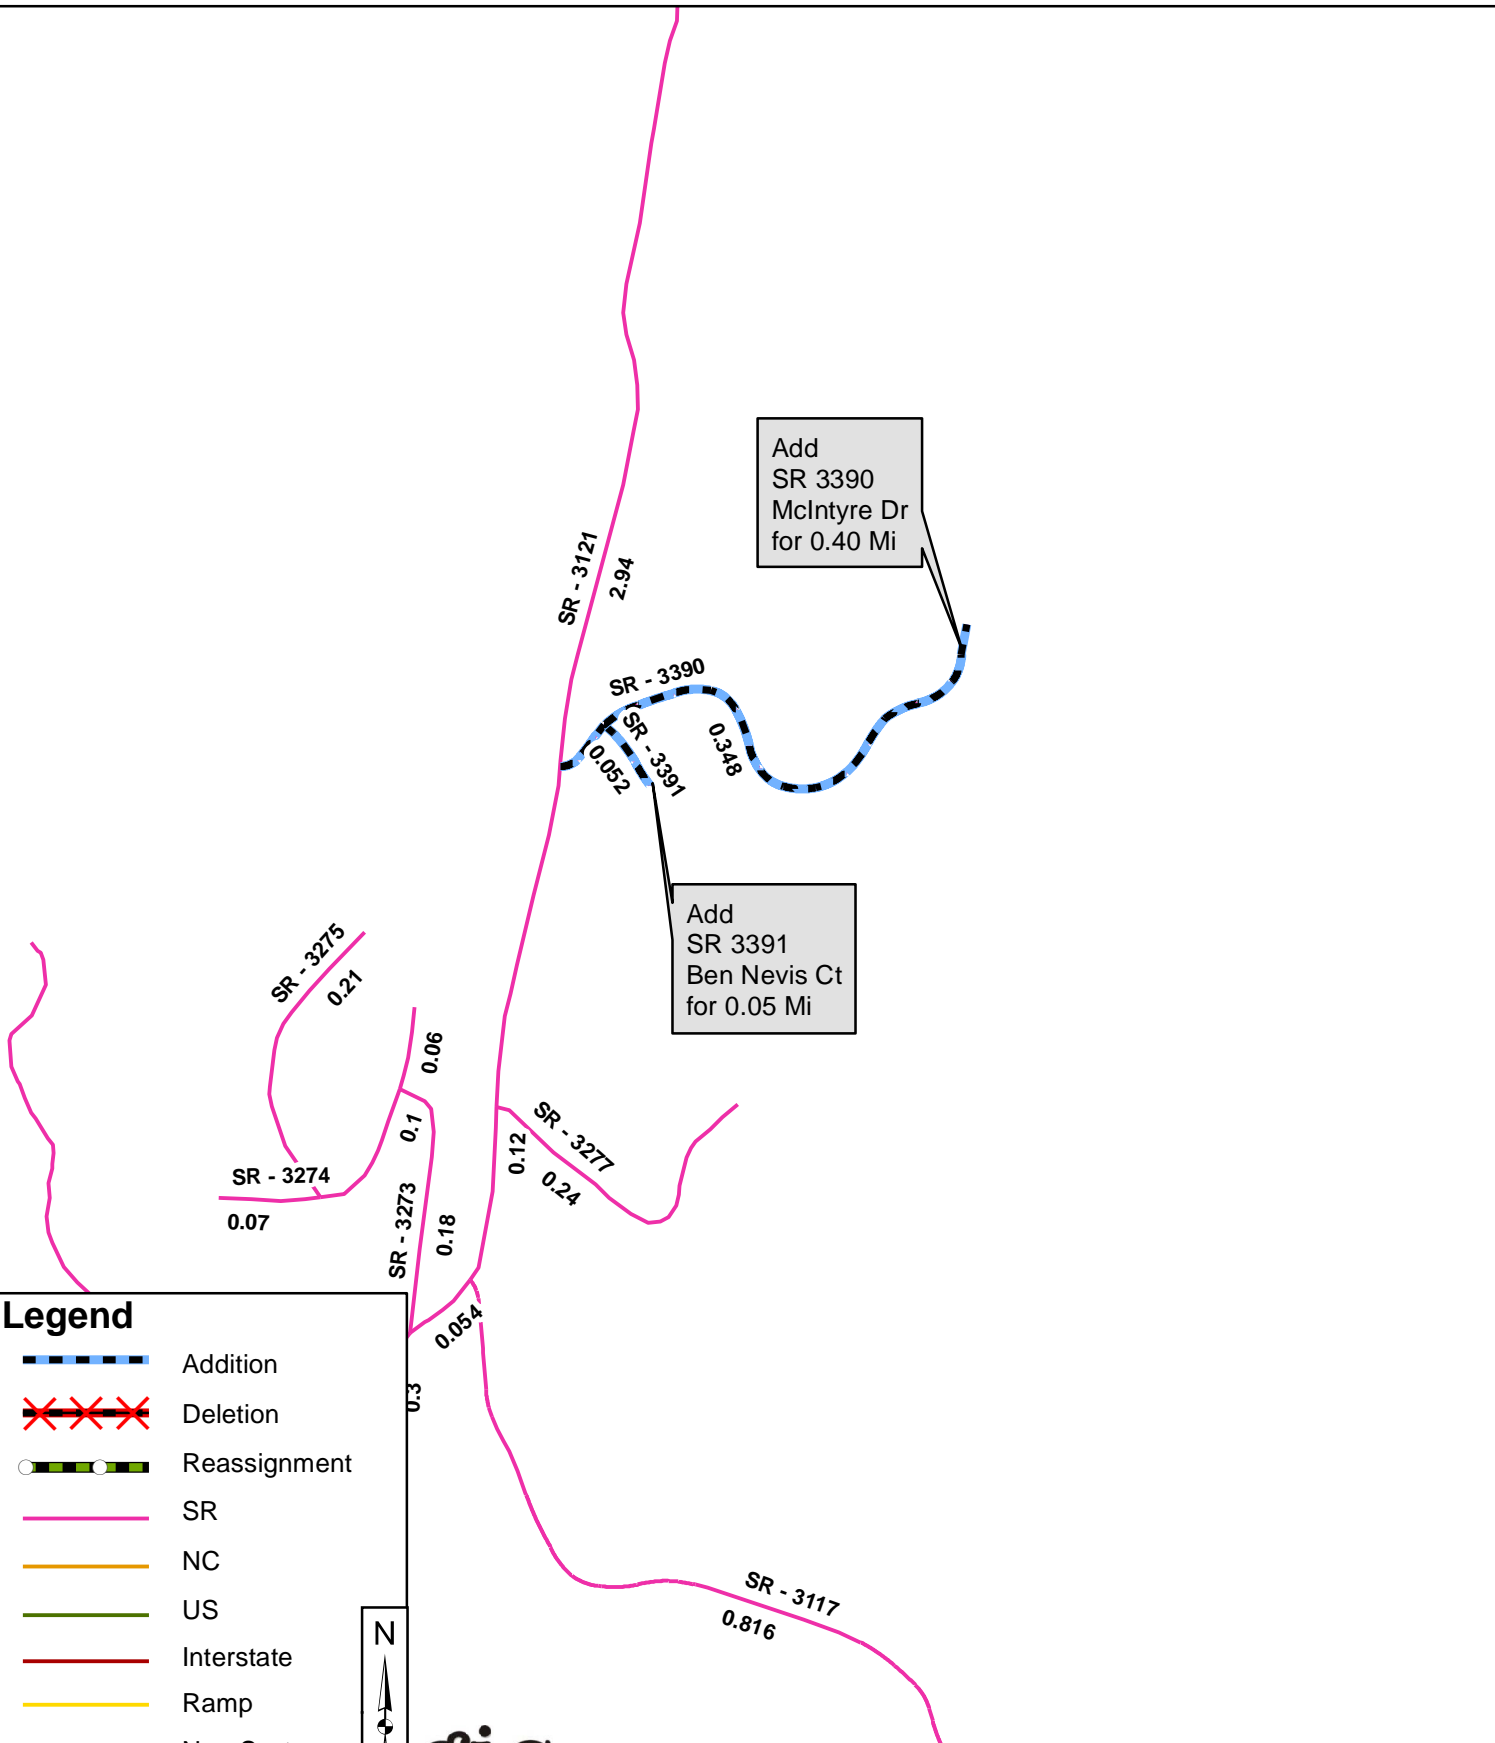 Add
SR 3390
McIntyre Dr
for 0.40 Mi
SR - 3121
2.94
SR - 3390
SR - 3391
0.052
0.348
Add
SR 3391
Ben Nevis Ct
for 0.05 Mi
SR - 3275
0.21
0.06
0.1
SR - 3277
0.12
0.24
SR - 3274
0.07
SR - 3273
0.18
0.054
0.3
SR - 3117
0.816
Legend
Addition
Deletion
Reassignment
SR
NC
US
Interstate
Ramp
N